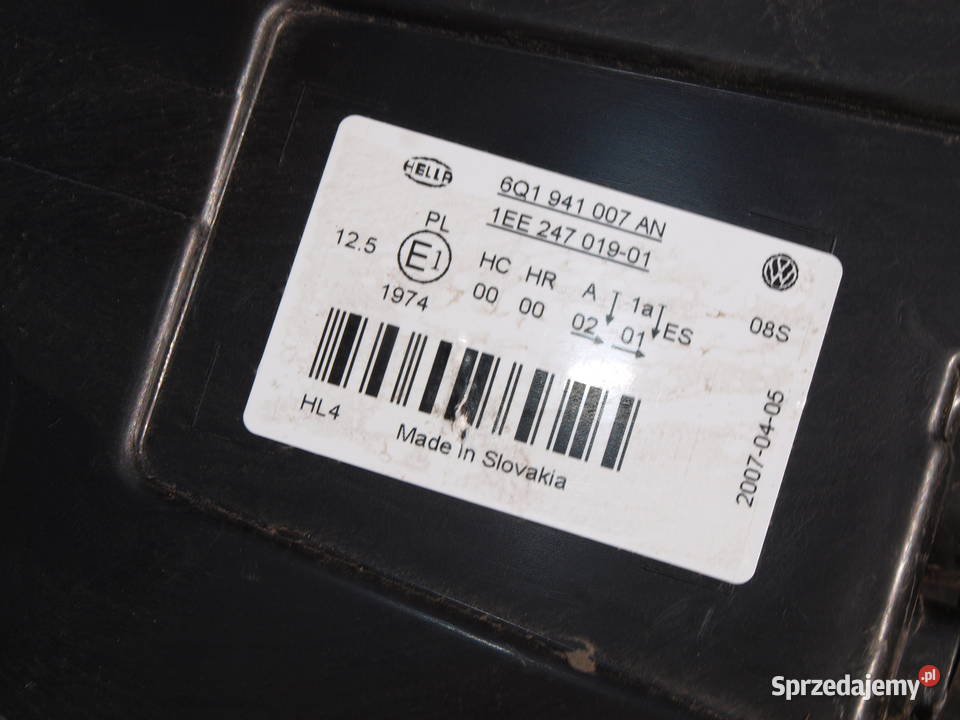 HELLA
6Q1 941 007 AN
1EE 247 019-01
PL
12.5 E1 HC HR A 1a ES 08S
1974 00 00 02 01
HL4
Made in Slovakia
2007-04-05
Sprzedajemy.pl